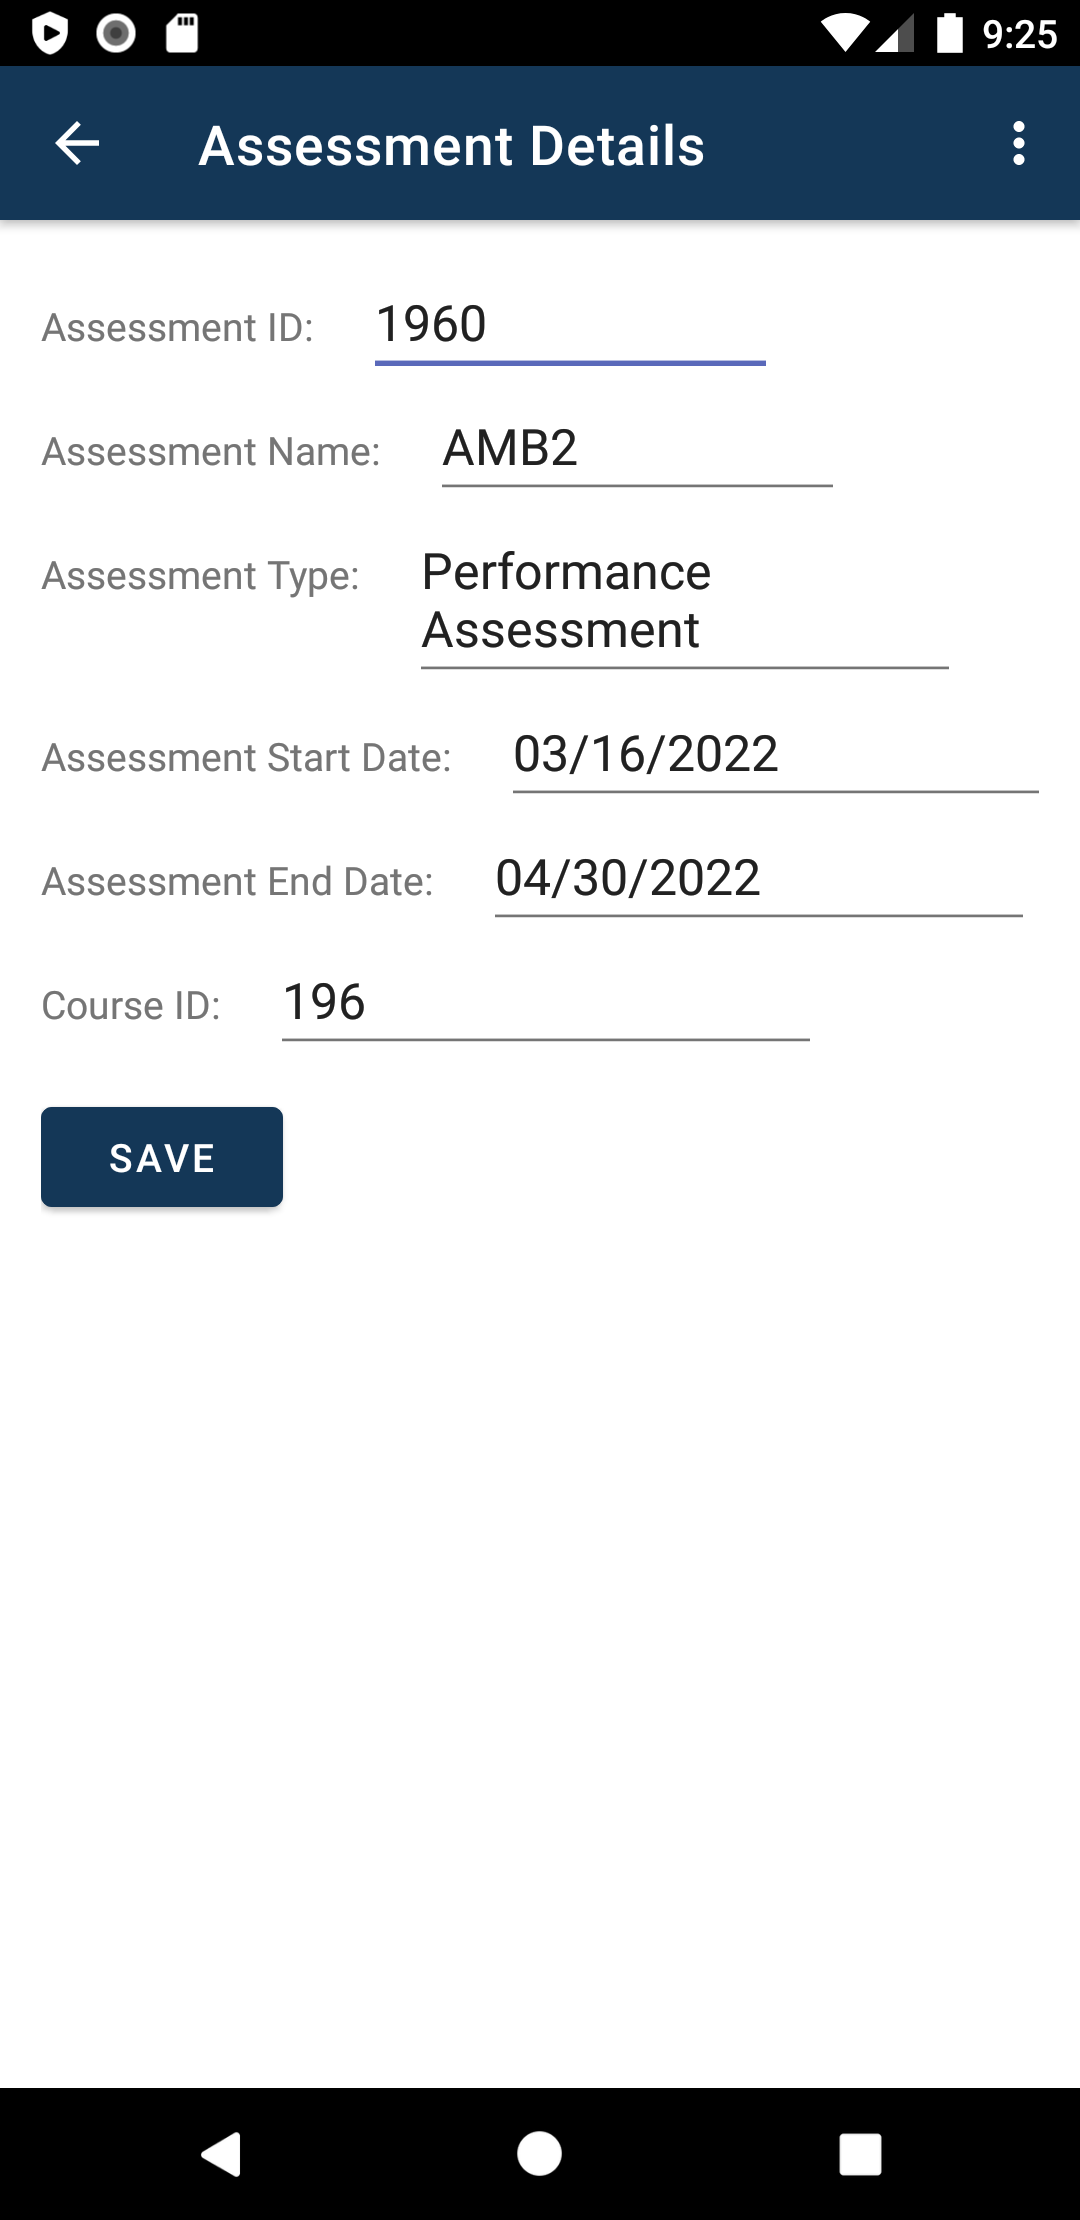 9:25
Assessment Details
Assessment ID: 1960
Assessment Name: AMB2
Assessment Type: Performance
Assessment
Assessment Start Date: 03/16/2022
Assessment End Date: 04/30/2022
Course ID: 196
SAVE